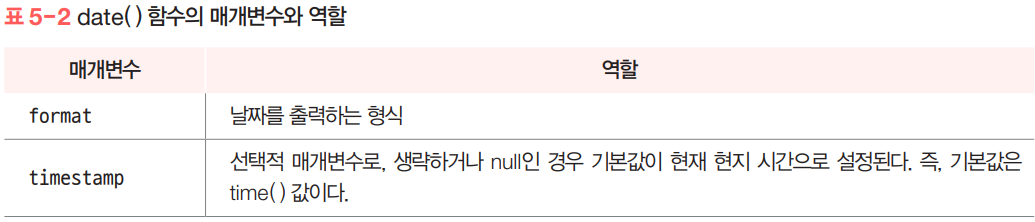 표 5-2 date( ) 함수의 매개변수와 역할
매개변수 역할
format 날짜를 출력하는 형식
timestamp 선택적 매개변수로, 생략하거나 null인 경우 기본값이 현재 현지 시간으로 설정된다. 즉, 기본값은
time( ) 값이다.